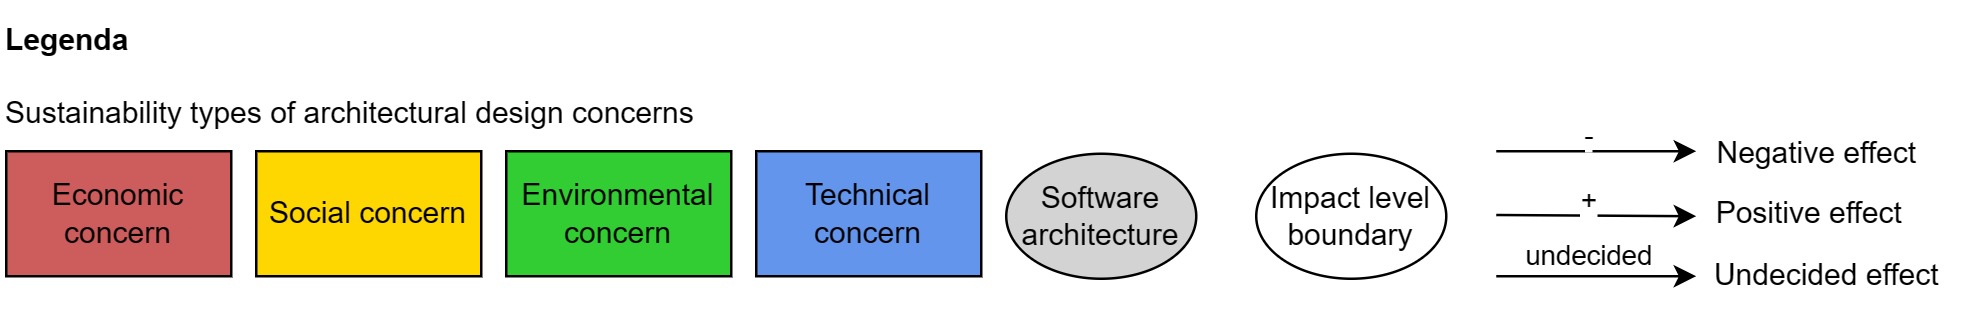 Legenda
Sustainability types of architectural design concerns
Economic
concern
Social concern
Environmental
concern
Technical
concern
Software
architecture
Impact level
boundary
-
Negative effect
+
Positive effect
undecided
Undecided effect